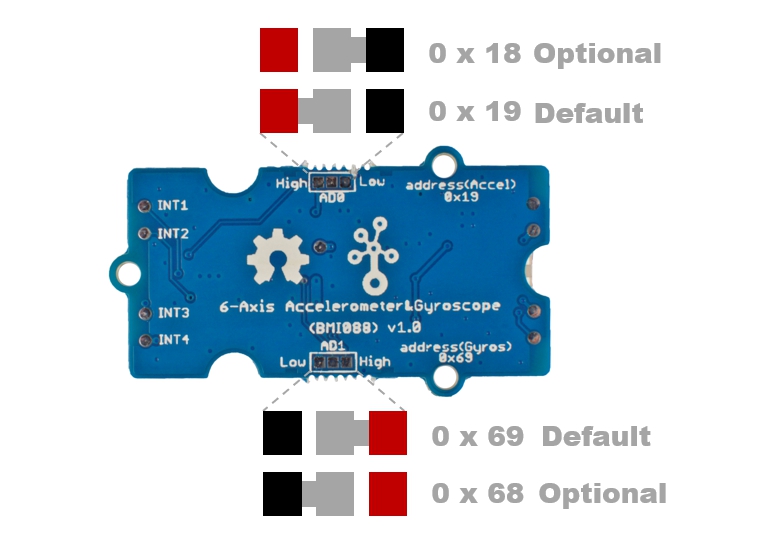 0 x 18 Optional
0 x 19 Default
High
Low
AD0
address(Accel)
0x19
INT1
INT2
6-Axis Accelerometer&Gyroscope
(BMI088) v1.0
INT3
INT4
AD1
Low
High
address(Gyros)
0x69
0 x 69 Default
0 x 68 Optional